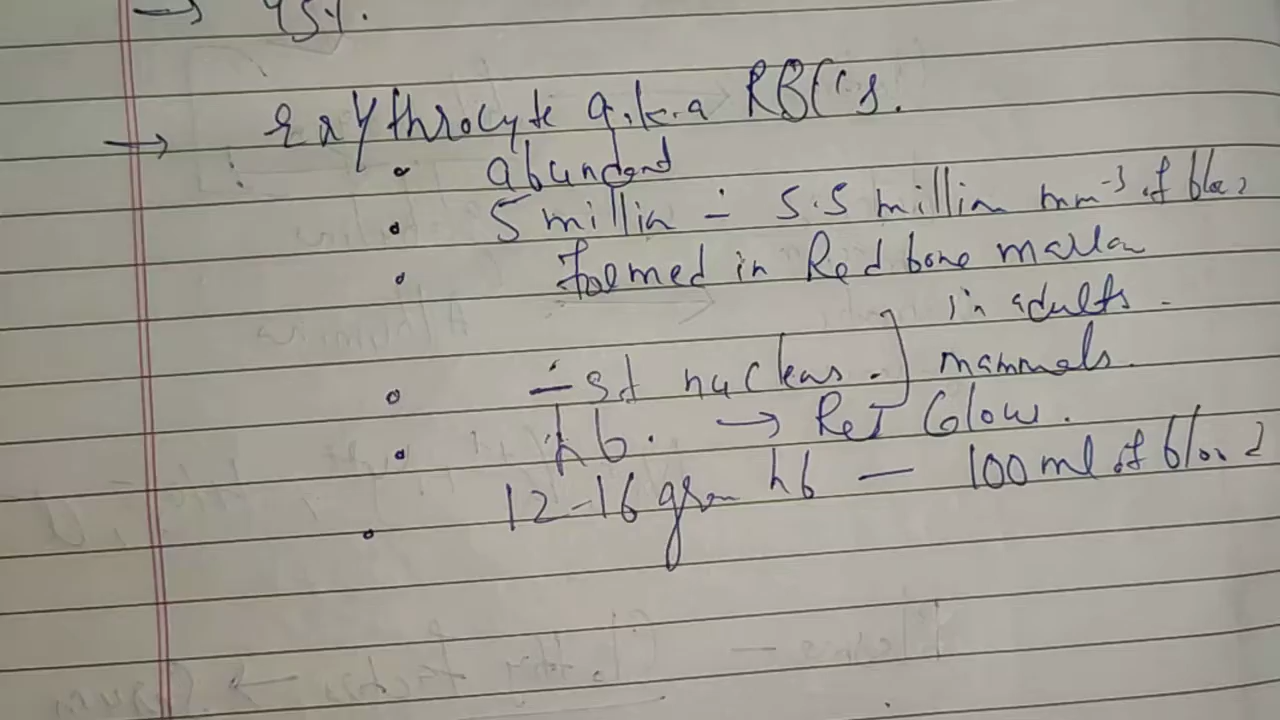 → 45%.
→ erythrocyte a.k.a RBC's.
• abundant
• 5 million - 5.5 million mm⁻³ of blood
• formed in Red bone marrow
in adults.
• nucleus. ] mammals.
• hb. → Red Colour.
• 12-16 gram hb — 100 ml of blood